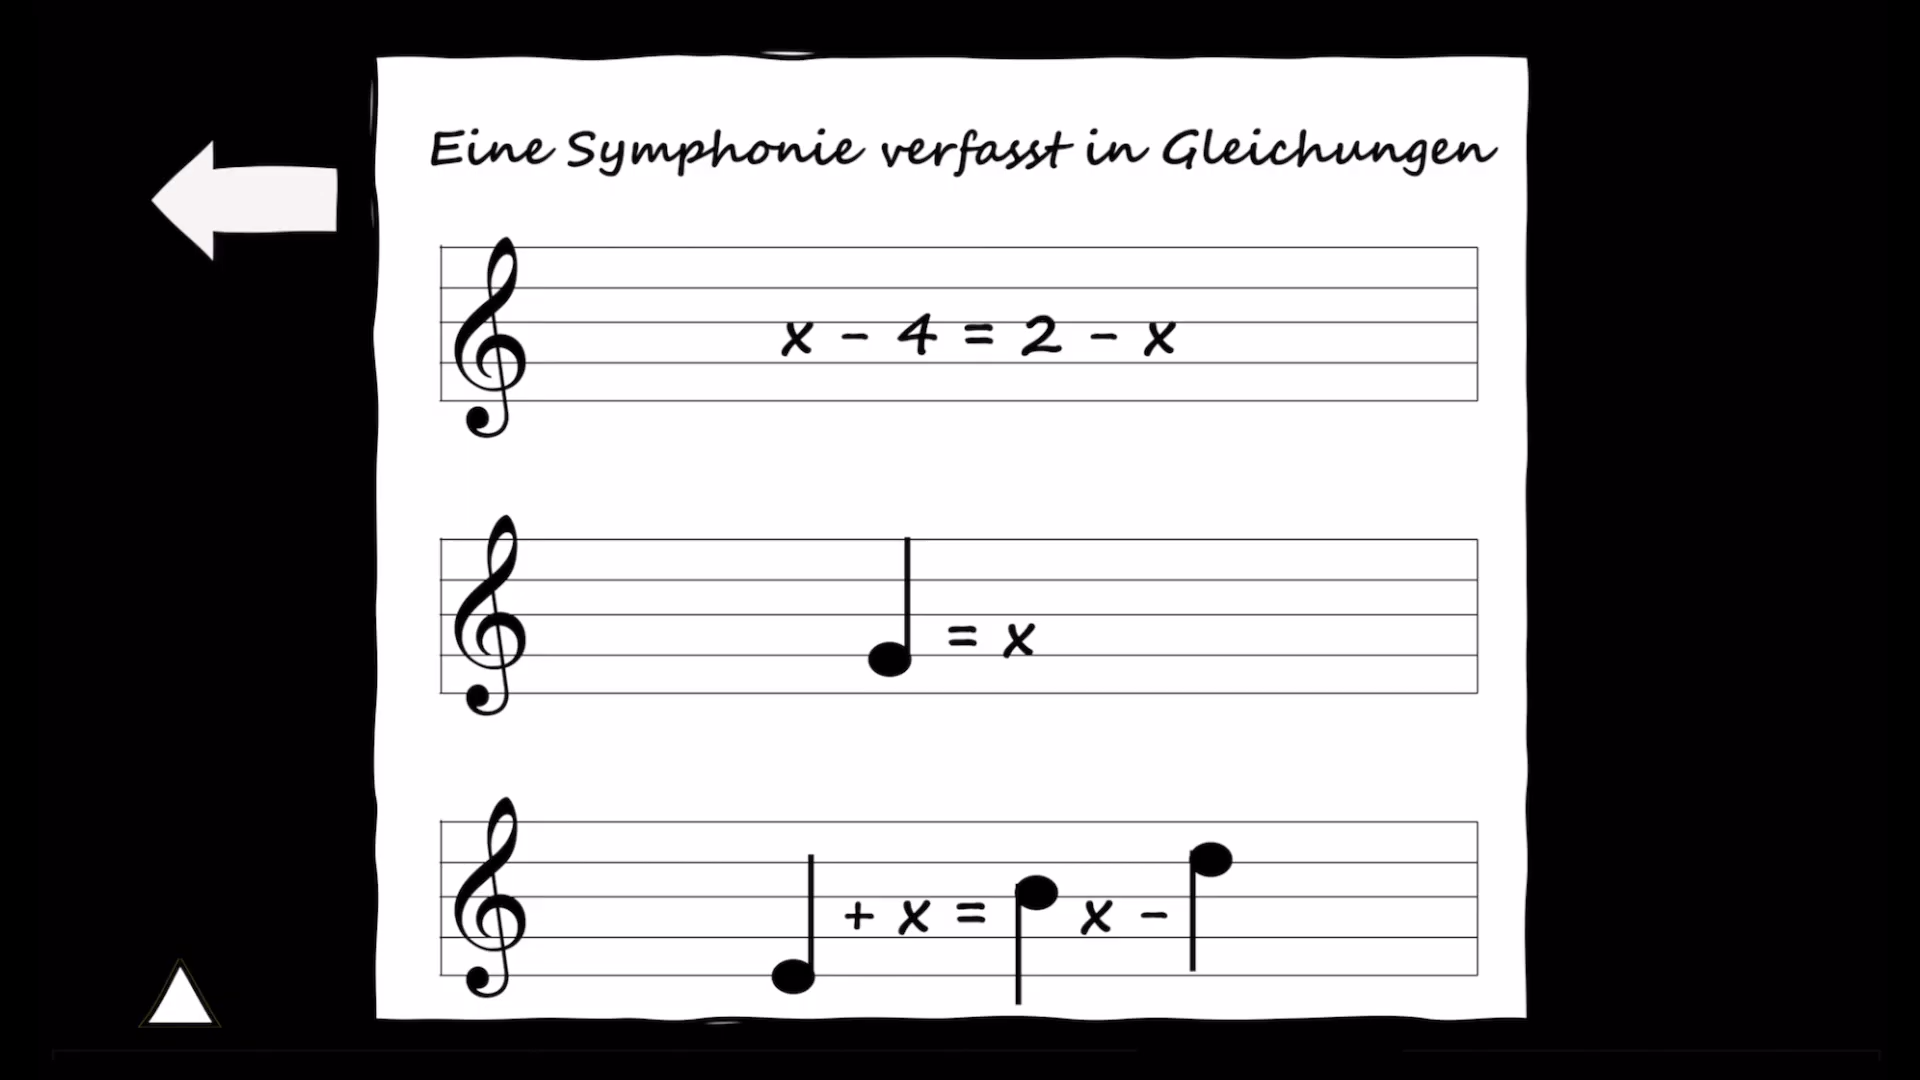 Eine Symphonie verfasst in Gleichungen
x - 4 = 2 - x
= x
+ x = x -